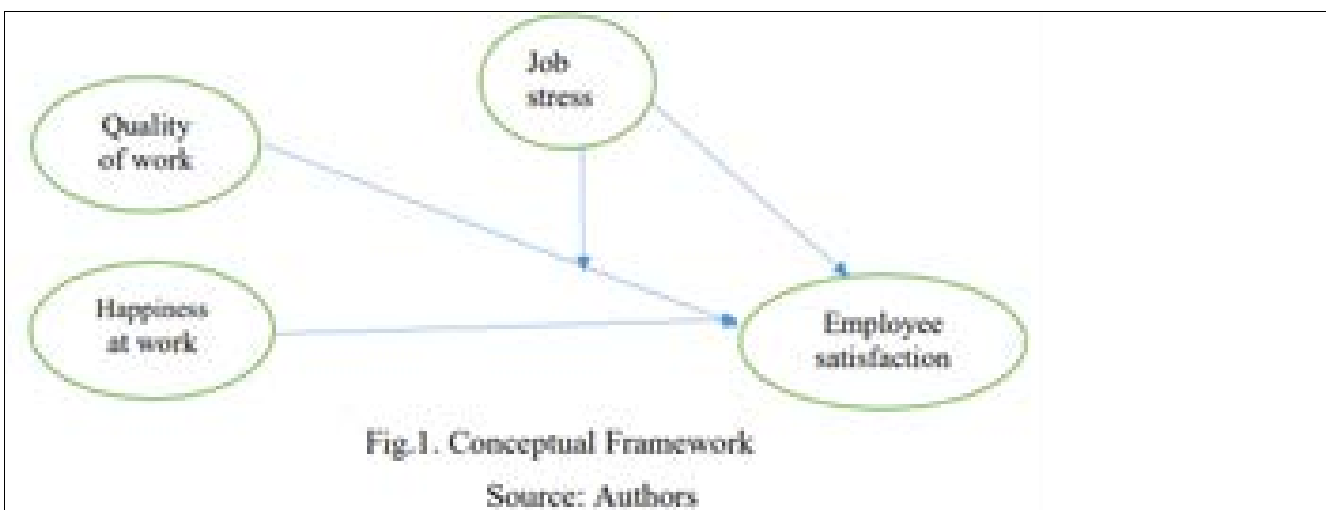 Job
stress
Quality
of work
Happiness
at work
Employee
satisfaction
Fig.1. Conceptual Framework
Source: Authors